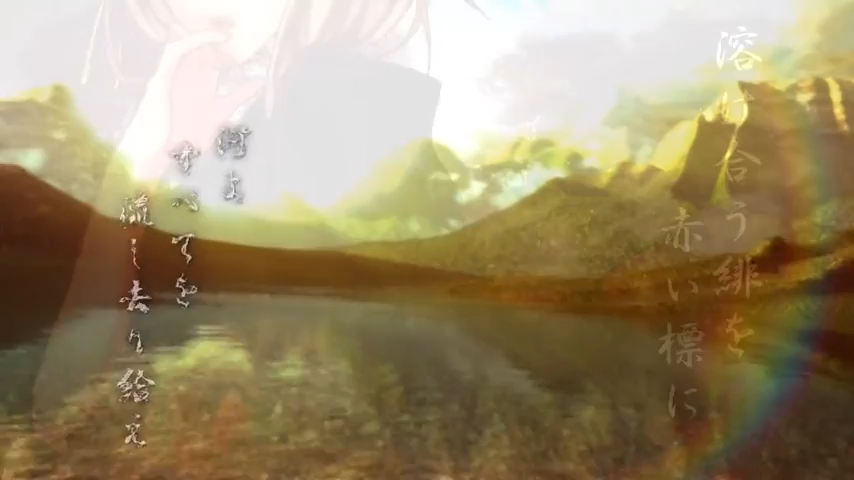 溶け合う緋を
赤い標に
河よ
すべてを
流し去り給え